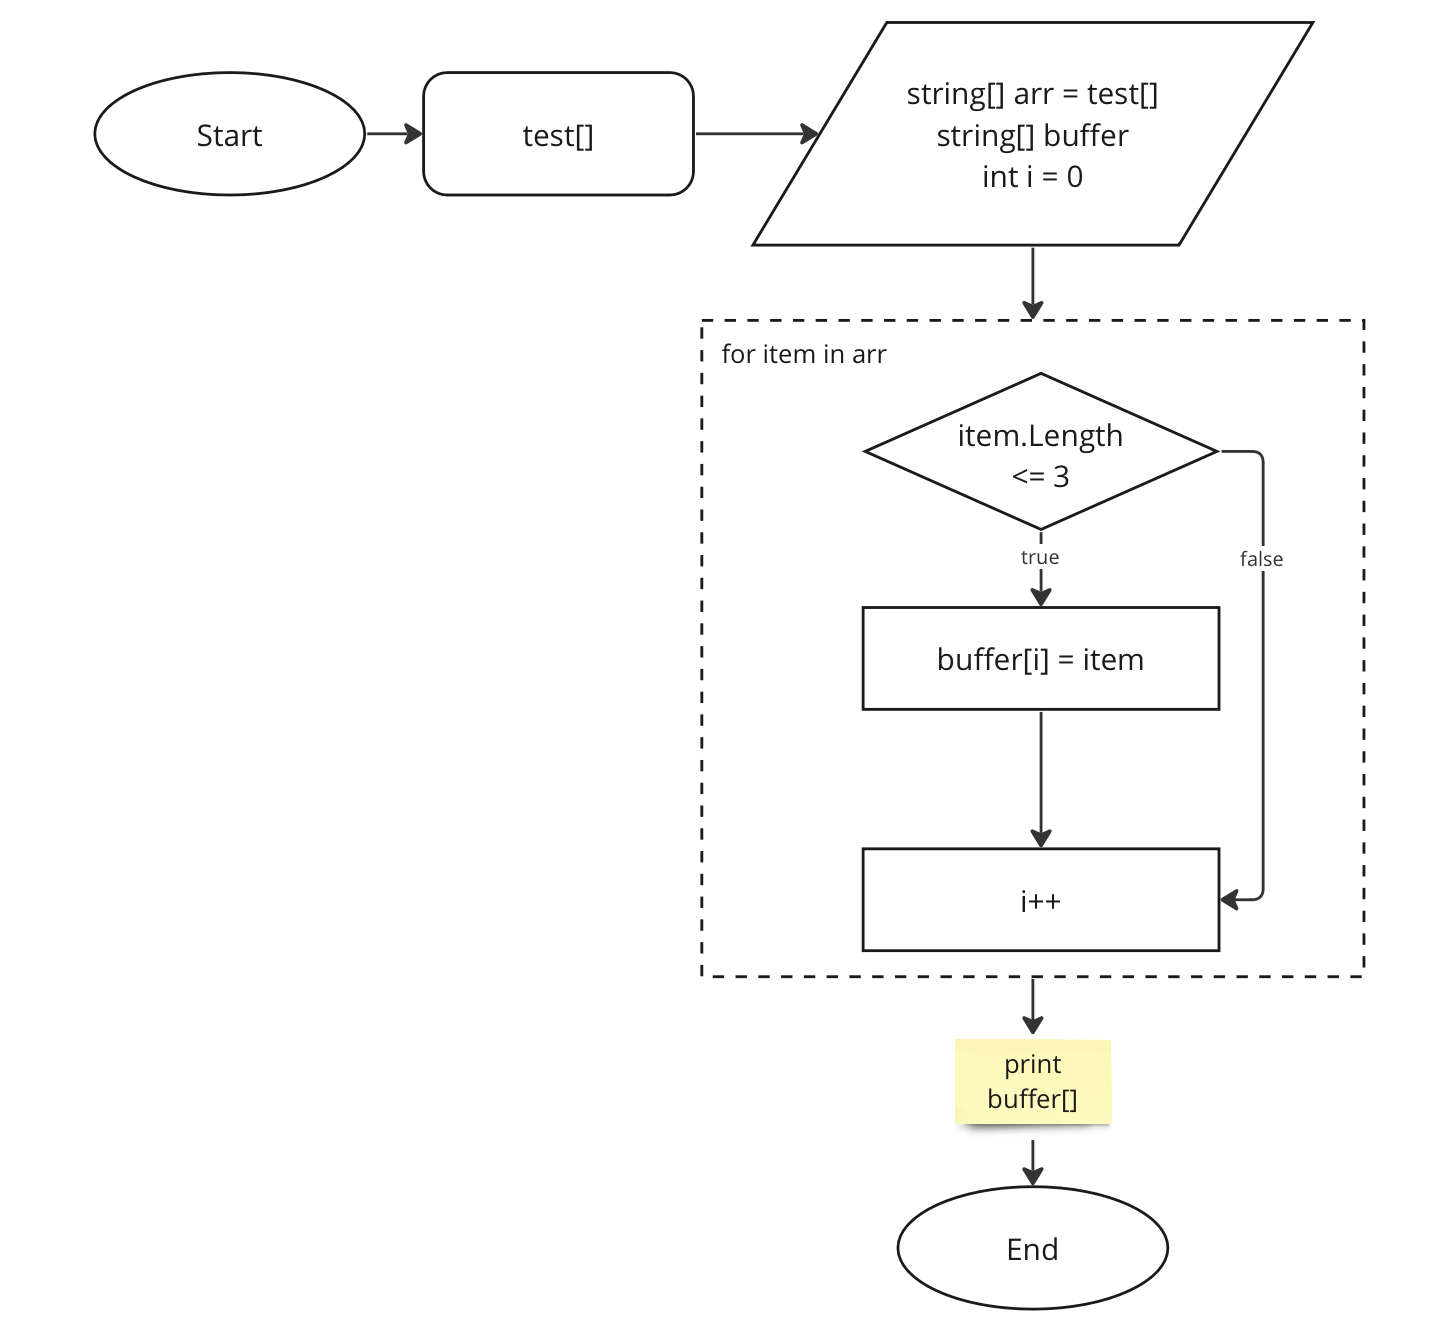 Start
test[]
string[] arr = test[]
string[] buffer
int i = 0
for item in arr
item.Length
<= 3
true
false
buffer[i] = item
i++
print
buffer[]
End